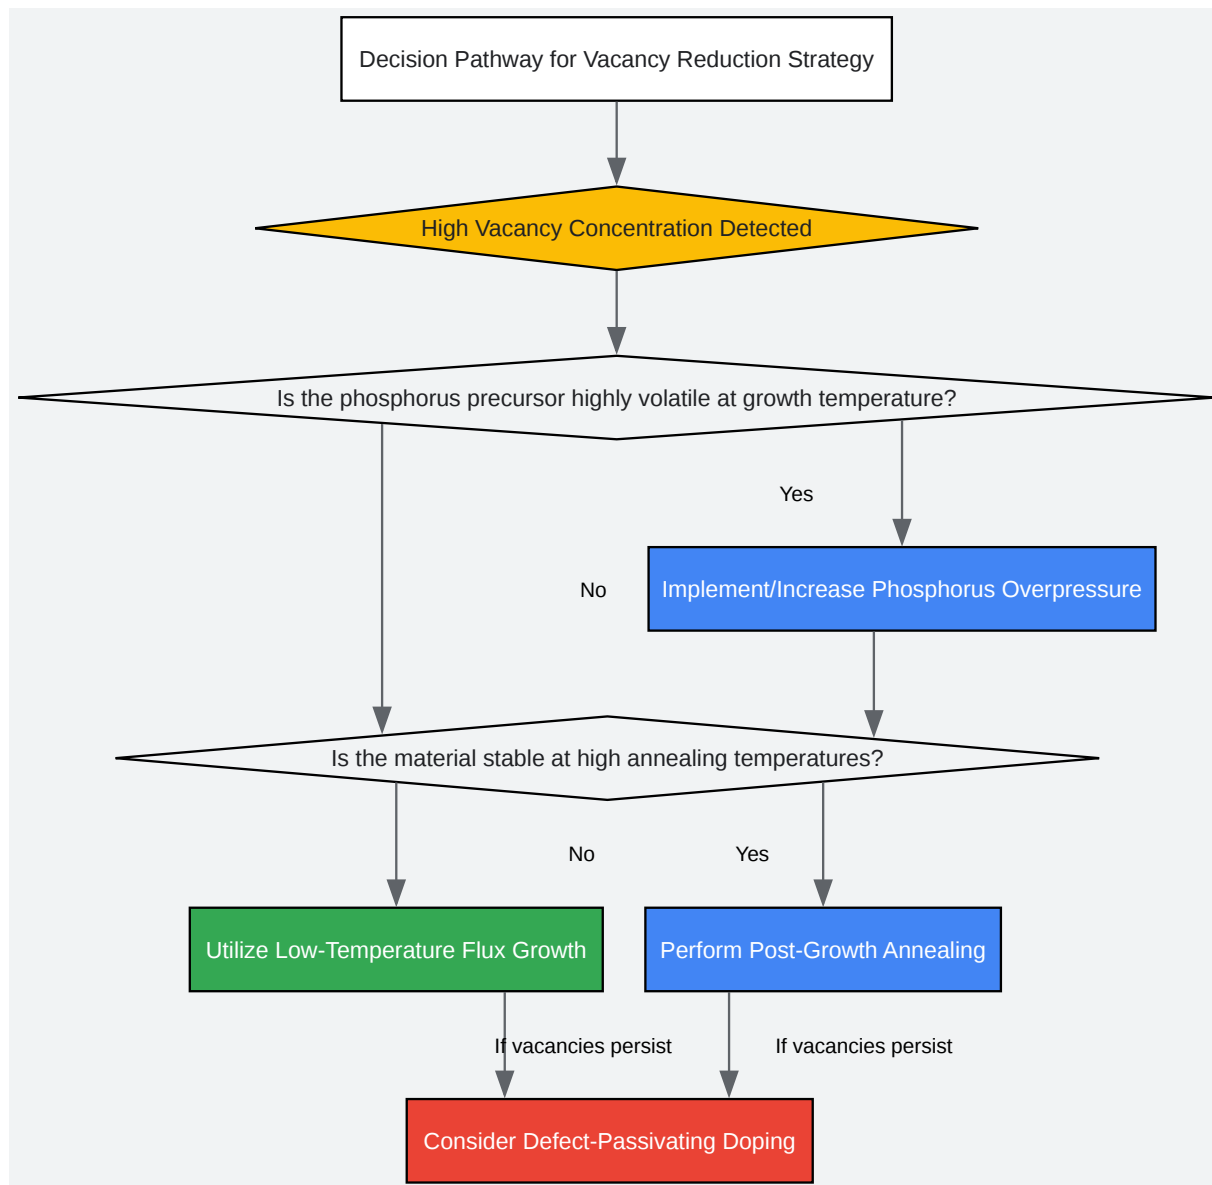 Decision Pathway for Vacancy Reduction Strategy
High Vacancy Concentration Detected
Is the phosphorus precursor highly volatile at growth temperature?
Yes
No
Implement/Increase Phosphorus Overpressure
Is the material stable at high annealing temperatures?
No
Yes
Utilize Low-Temperature Flux Growth
Perform Post-Growth Annealing
If vacancies persist
If vacancies persist
Consider Defect-Passivating Doping